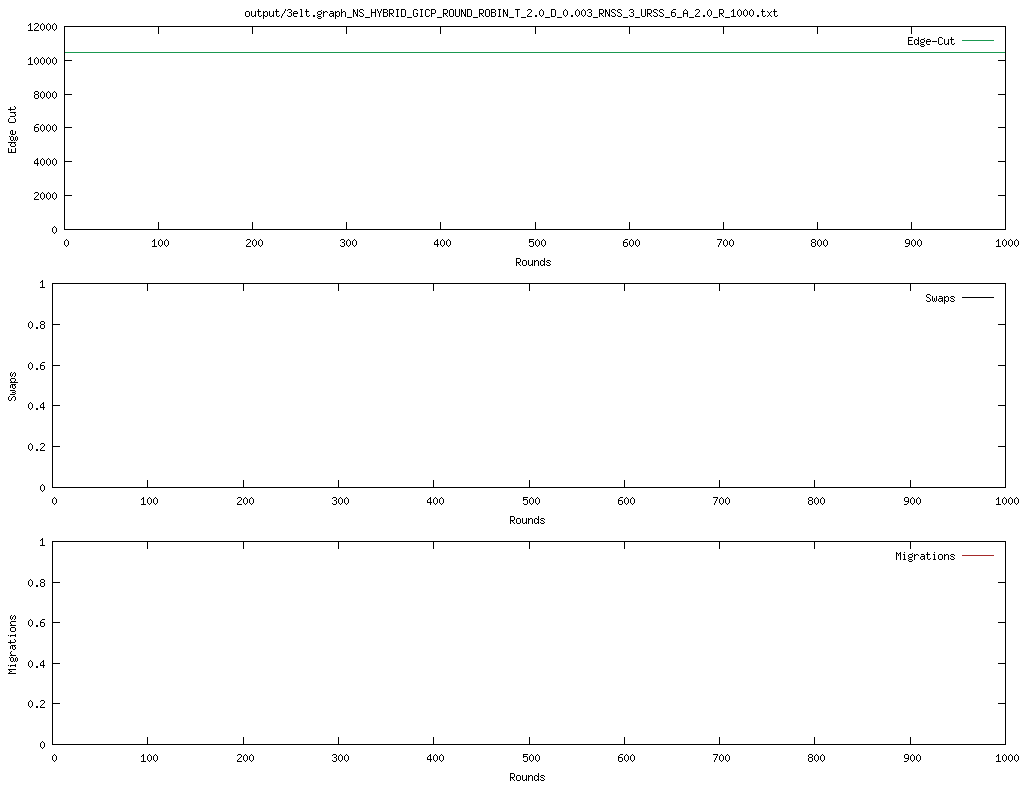 output/3elt.graph_NS_HYBRID_GICP_ROUND_ROBIN_T_2.0_D_0.003_RNSS_3_URSS_6_A_2.0_R_1000.txt
12000
10000
8000
6000
4000
2000
0
Edge Cut
Edge-Cut
0 100 200 300 400 500 600 700 800 900 1000
Rounds
1
0.8
0.6
0.4
0.2
0
Swaps
Swaps
0 100 200 300 400 500 600 700 800 900 1000
Rounds
1
0.8
0.6
0.4
0.2
0
Migrations
Migrations
0 100 200 300 400 500 600 700 800 900 1000
Rounds